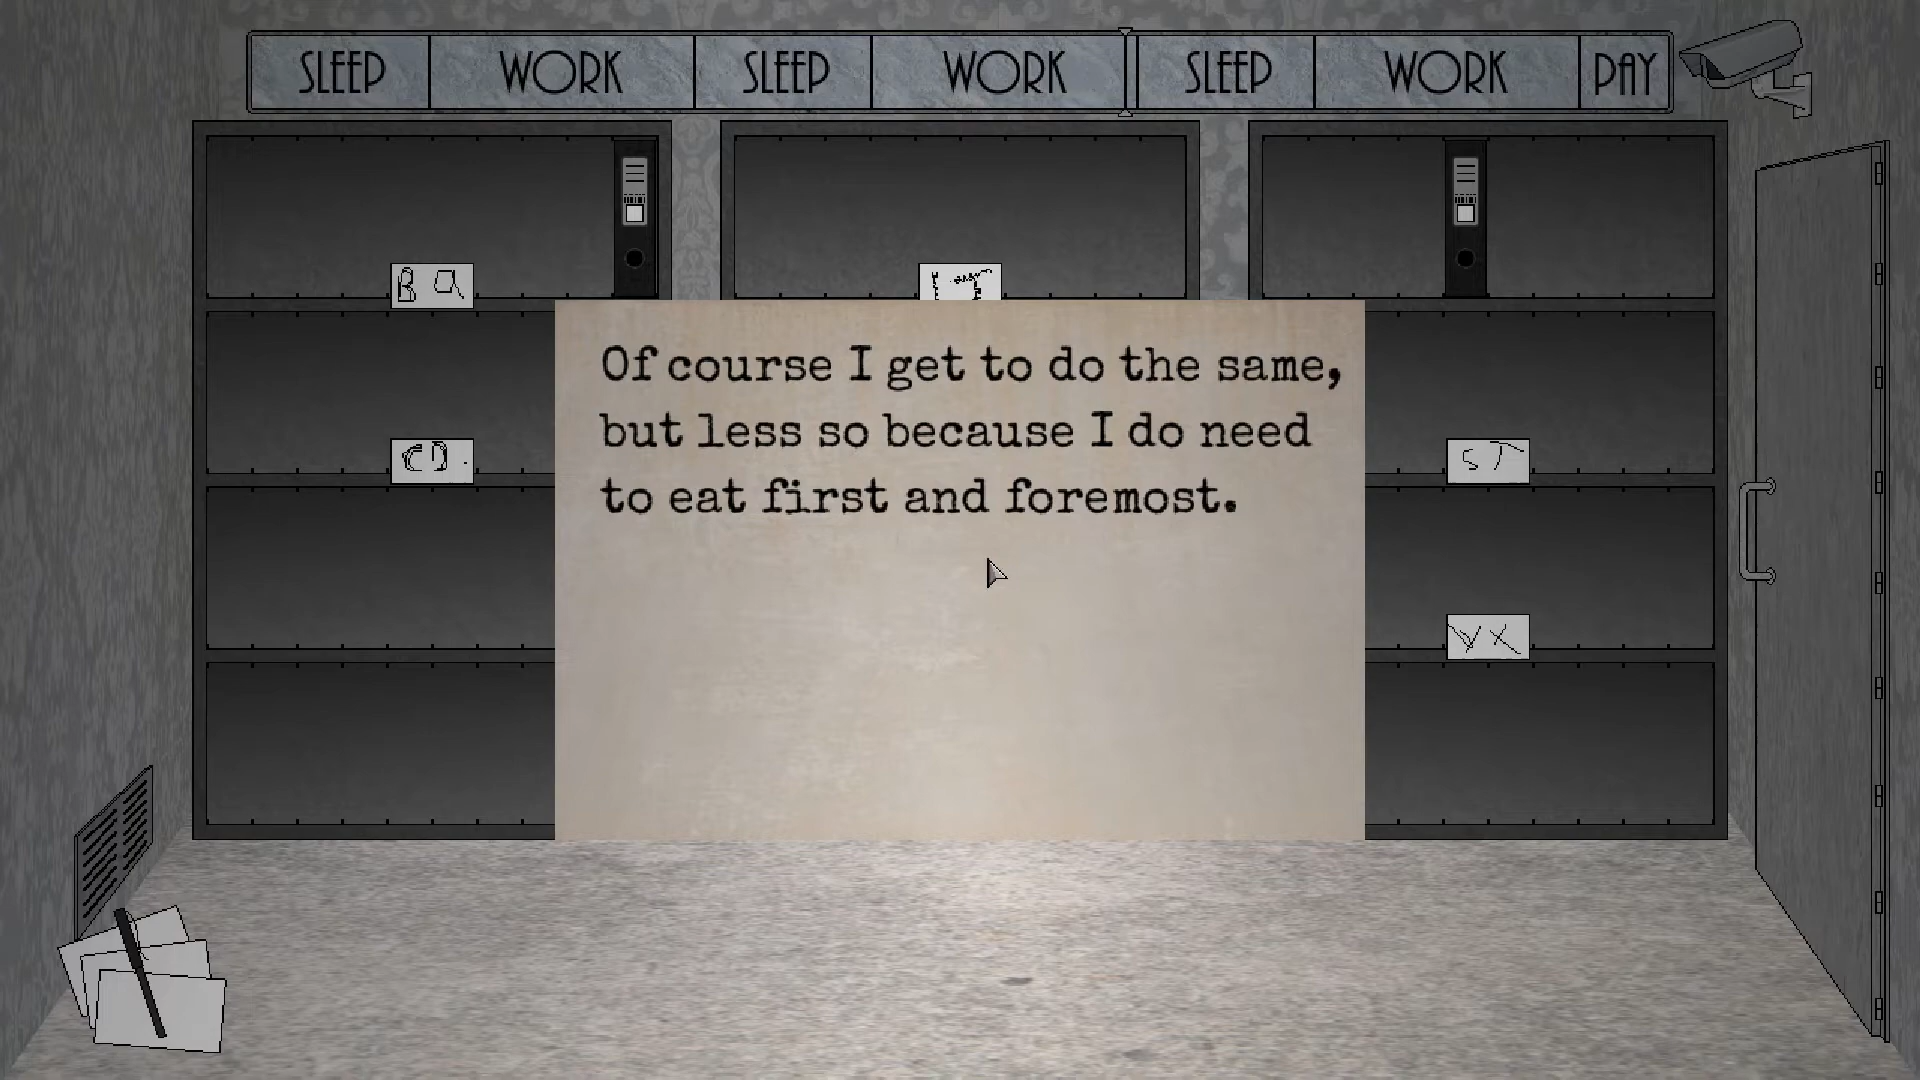 SLEEP WORK SLEEP WORK SLEEP WORK PAY
B a
Of course I get to do the same,
but less so because I do need
to eat first and foremost.
C D .
S T
V X